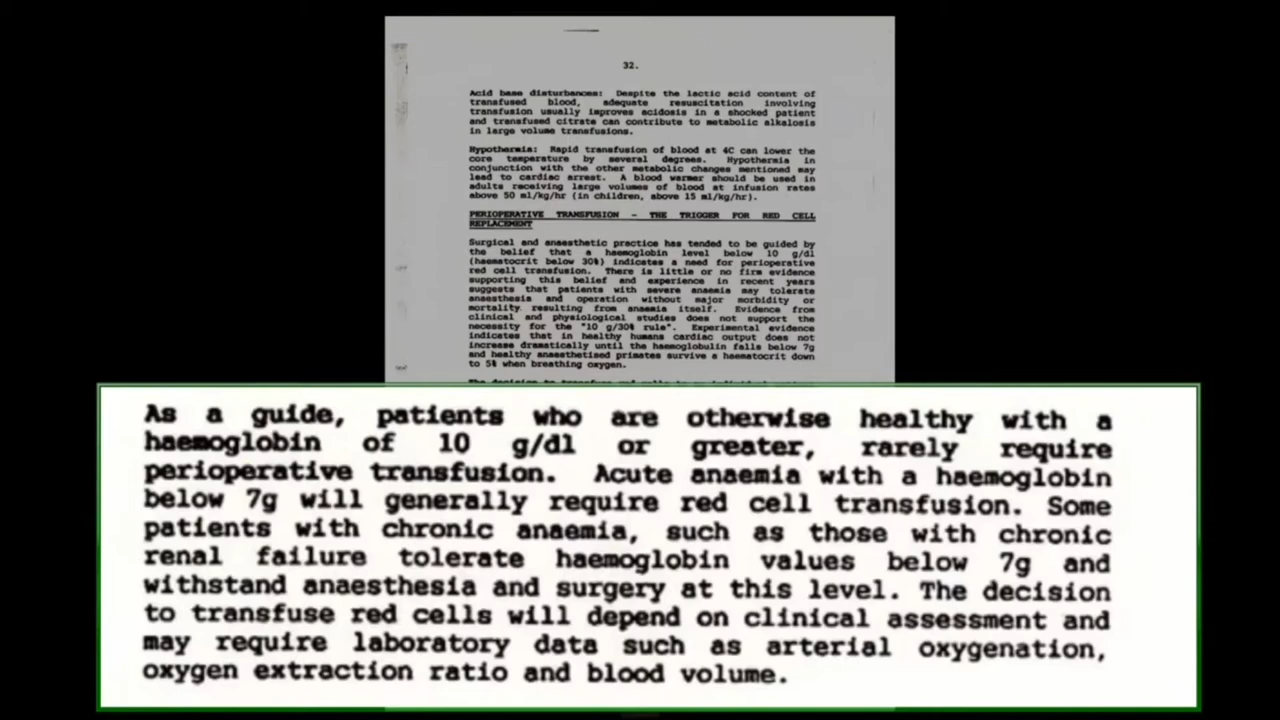 32.
Acid base disturbances: Despite the lactic acid content of
transfused blood, adequate resuscitation involving
transfusion usually improves acidosis in a shocked patient
and transfused citrate can contribute to metabolic alkalosis
in large volume transfusions.
Hypothermia: Rapid transfusion of blood at 4C can lower the
core temperature by several degrees. Hypothermia in
conjunction with the other metabolic changes mentioned may
lead to cardiac arrest. A blood warmer should be used in
adults receiving large volumes of blood at infusion rates
above 50 ml/kg/hr (in children, above 15 ml/kg/hr).
PERIOPERATIVE TRANSFUSION - THE TRIGGER FOR RED CELL
REPLACEMENT
Surgical and anaesthetic practice has tended to be guided by
the belief that a haemoglobin level below 10 g/dl
(haematocrit below 30%) indicates a need for perioperative
red cell transfusion. There is little or no firm evidence
supporting this belief and experience in recent years
suggests that patients with severe anaemia may tolerate
anaesthesia and operation without major morbidity or
mortality resulting from anaemia itself. Evidence from
clinical and physiological studies does not support the
necessity for the "10 g/30% rule". Experimental evidence
indicates that in healthy humans cardiac output does not
increase dramatically until the haemoglobulin falls below 7g
and healthy anaesthetised primates survive a haematocrit down
to 5% when breathing oxygen.
As a guide, patients who are otherwise healthy with a
haemoglobin of 10 g/dl or greater, rarely require
perioperative transfusion. Acute anaemia with a haemoglobin
below 7g will generally require red cell transfusion. Some
patients with chronic anaemia, such as those with chronic
renal failure tolerate haemoglobin values below 7g and
withstand anaesthesia and surgery at this level. The decision
to transfuse red cells will depend on clinical assessment and
may require laboratory data such as arterial oxygenation,
oxygen extraction ratio and blood volume.